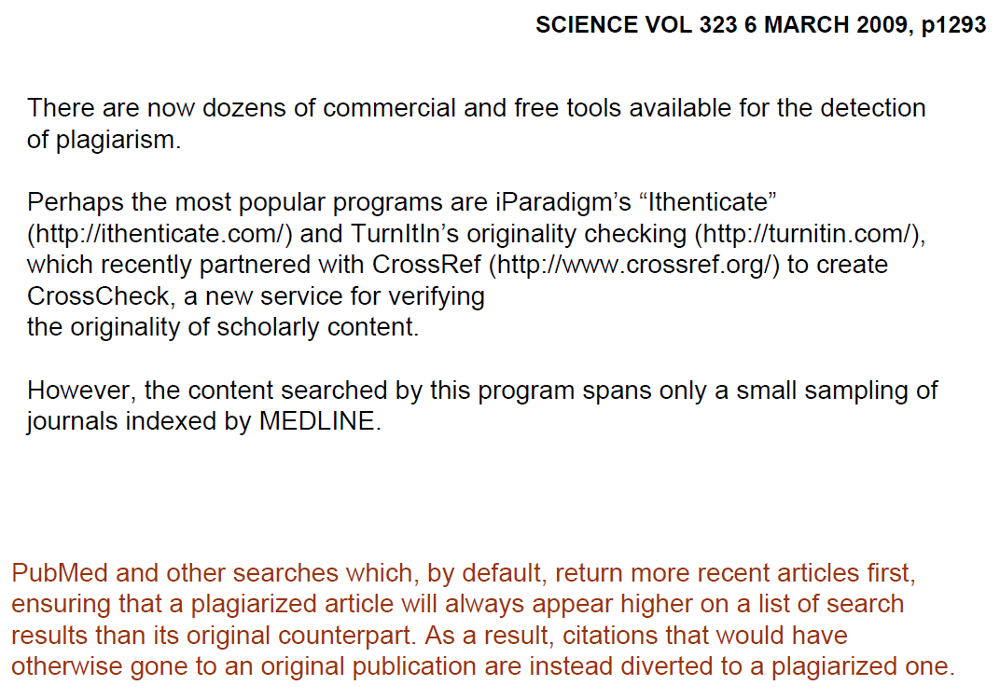 SCIENCE VOL 323 6 MARCH 2009, p1293
There are now dozens of commercial and free tools available for the detection
of plagiarism.
Perhaps the most popular programs are iParadigm’s “Ithenticate”
(http://ithenticate.com/) and TurnItIn’s originality checking (http://turnitin.com/),
which recently partnered with CrossRef (http://www.crossref.org/) to create
CrossCheck, a new service for verifying
the originality of scholarly content.
However, the content searched by this program spans only a small sampling of
journals indexed by MEDLINE.
PubMed and other searches which, by default, return more recent articles first,
ensuring that a plagiarized article will always appear higher on a list of search
results than its original counterpart. As a result, citations that would have
otherwise gone to an original publication are instead diverted to a plagiarized one.